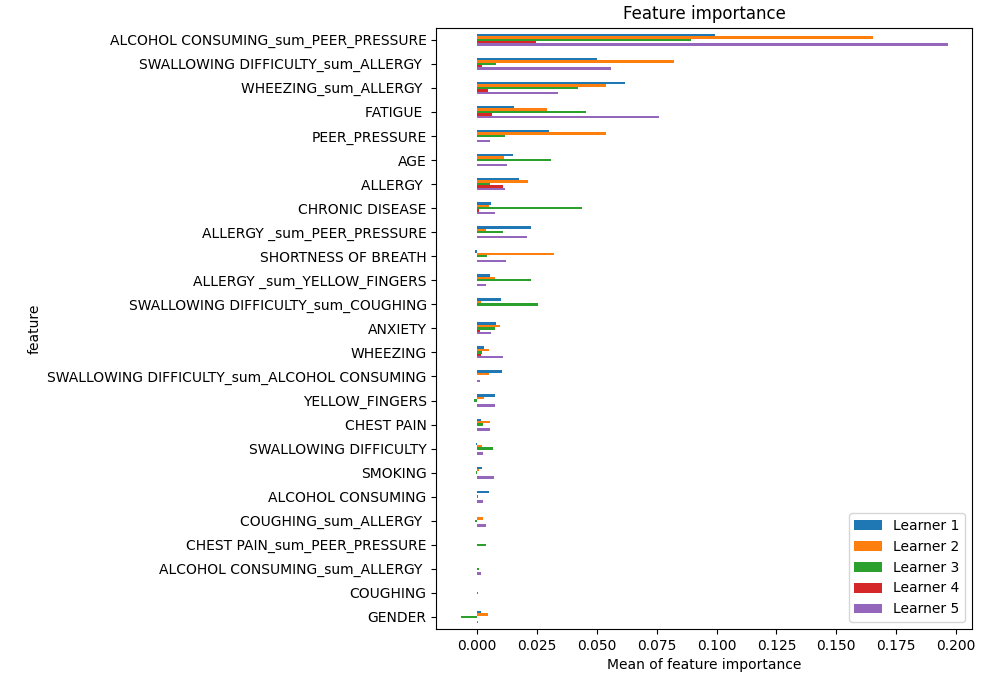 Feature importance
ALCOHOL CONSUMING_sum_PEER_PRESSURE
SWALLOWING DIFFICULTY_sum_ALLERGY
WHEEZING_sum_ALLERGY
FATIGUE
PEER_PRESSURE
AGE
ALLERGY
CHRONIC DISEASE
ALLERGY _sum_PEER_PRESSURE
SHORTNESS OF BREATH
ALLERGY _sum_YELLOW_FINGERS
SWALLOWING DIFFICULTY_sum_COUGHING
ANXIETY
WHEEZING
SWALLOWING DIFFICULTY_sum_ALCOHOL CONSUMING
YELLOW_FINGERS
CHEST PAIN
SWALLOWING DIFFICULTY
SMOKING
ALCOHOL CONSUMING
COUGHING_sum_ALLERGY
CHEST PAIN_sum_PEER_PRESSURE
ALCOHOL CONSUMING_sum_ALLERGY
COUGHING
GENDER
feature
Learner 1
Learner 2
Learner 3
Learner 4
Learner 5
0.000 0.025 0.050 0.075 0.100 0.125 0.150 0.175 0.200
Mean of feature importance